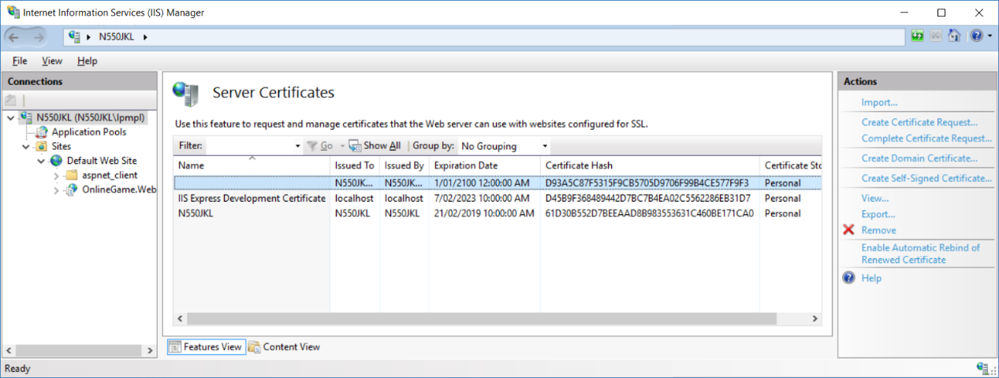 Internet Information Services (IIS) Manager
N550JKL
File View Help
Connections
N550JKL (N550JKL\lpmpl)
Application Pools
Sites
Default Web Site
aspnet_client
OnlineGame.Web
Server Certificates
Use this feature to request and manage certificates that the Web server can use with websites configured for SSL.
Filter: Go Show All Group by: No Grouping
Name Issued To Issued By Expiration Date Certificate Hash Certificate Sto
N550JK... N550JK... 1/01/2100 12:00:00 AM D93A5C87F5315F9CB5705D9706F99B4CE577F9F3 Personal
IIS Express Development Certificate localhost localhost 7/02/2023 10:00:00 AM D45B9F368489442D7BC7B4EA02C5562286EB31D7 Personal
N550JKL N550JKL N550JKL 21/02/2019 10:00:00 AM 61D30B552D7BEEAAD8B983553631C460BE171CA0 Personal
Features View Content View
Actions
Import...
Create Certificate Request...
Complete Certificate Request...
Create Domain Certificate...
Create Self-Signed Certificate...
View...
Export...
Remove
Enable Automatic Rebind of
Renewed Certificate
Help
Ready